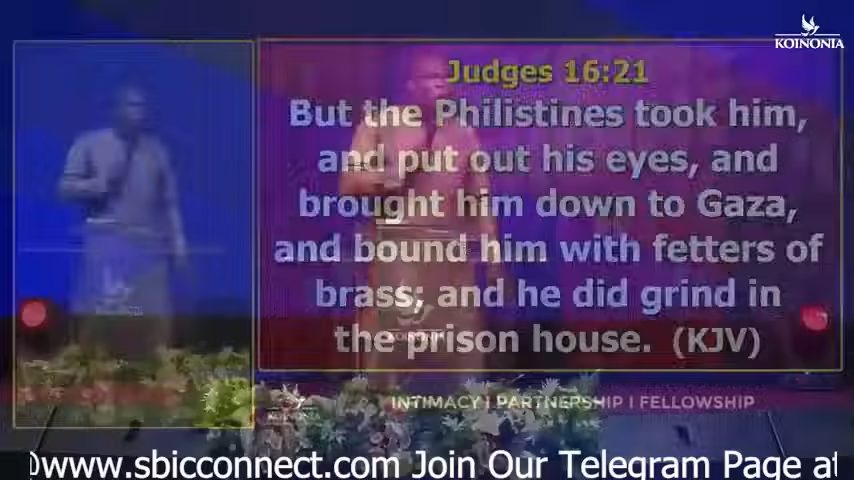 KOINONIA
Judges 16:21
But the Philistines took him,
and put out his eyes, and
brought him down to Gaza,
and bound him with fetters of
brass; and he did grind in
the prison house. (KJV)
KOINONIA
INTIMACY | PARTNERSHIP | FELLOWSHIP
KOINONIA
www.sbicconnect.com Join Our Telegram Page at